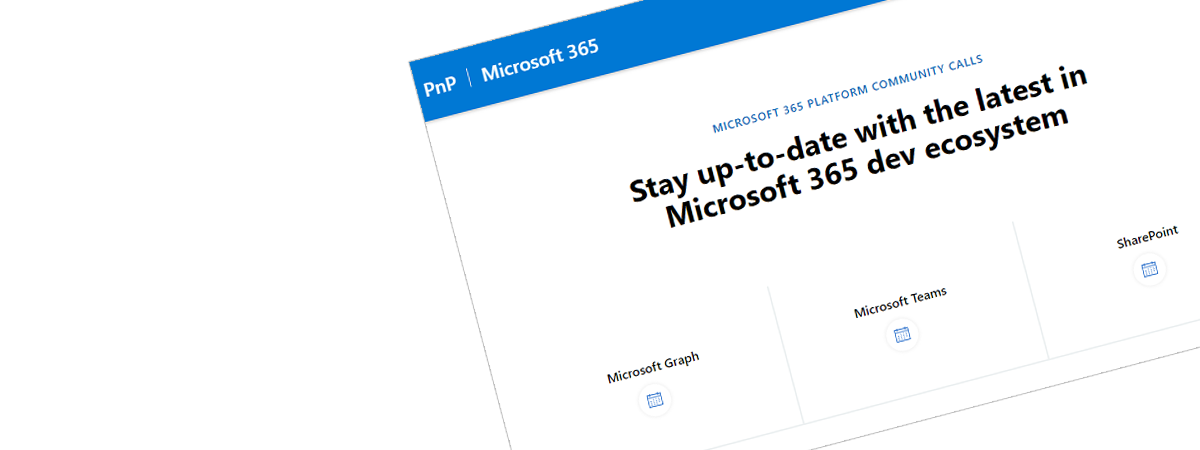 PnP | Microsoft 365
MICROSOFT 365 PLATFORM COMMUNITY CALLS
Stay up-to-date with the latest in
Microsoft 365 dev ecosystem
Microsoft Graph
Microsoft Teams
SharePoint